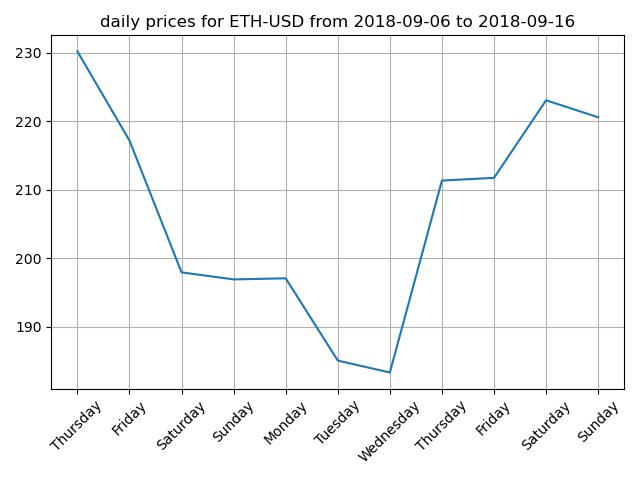 daily prices for ETH-USD from 2018-09-06 to 2018-09-16
230
220
210
200
190
Thursday
Friday
Saturday
Sunday
Monday
Tuesday
Wednesday
Thursday
Friday
Saturday
Sunday